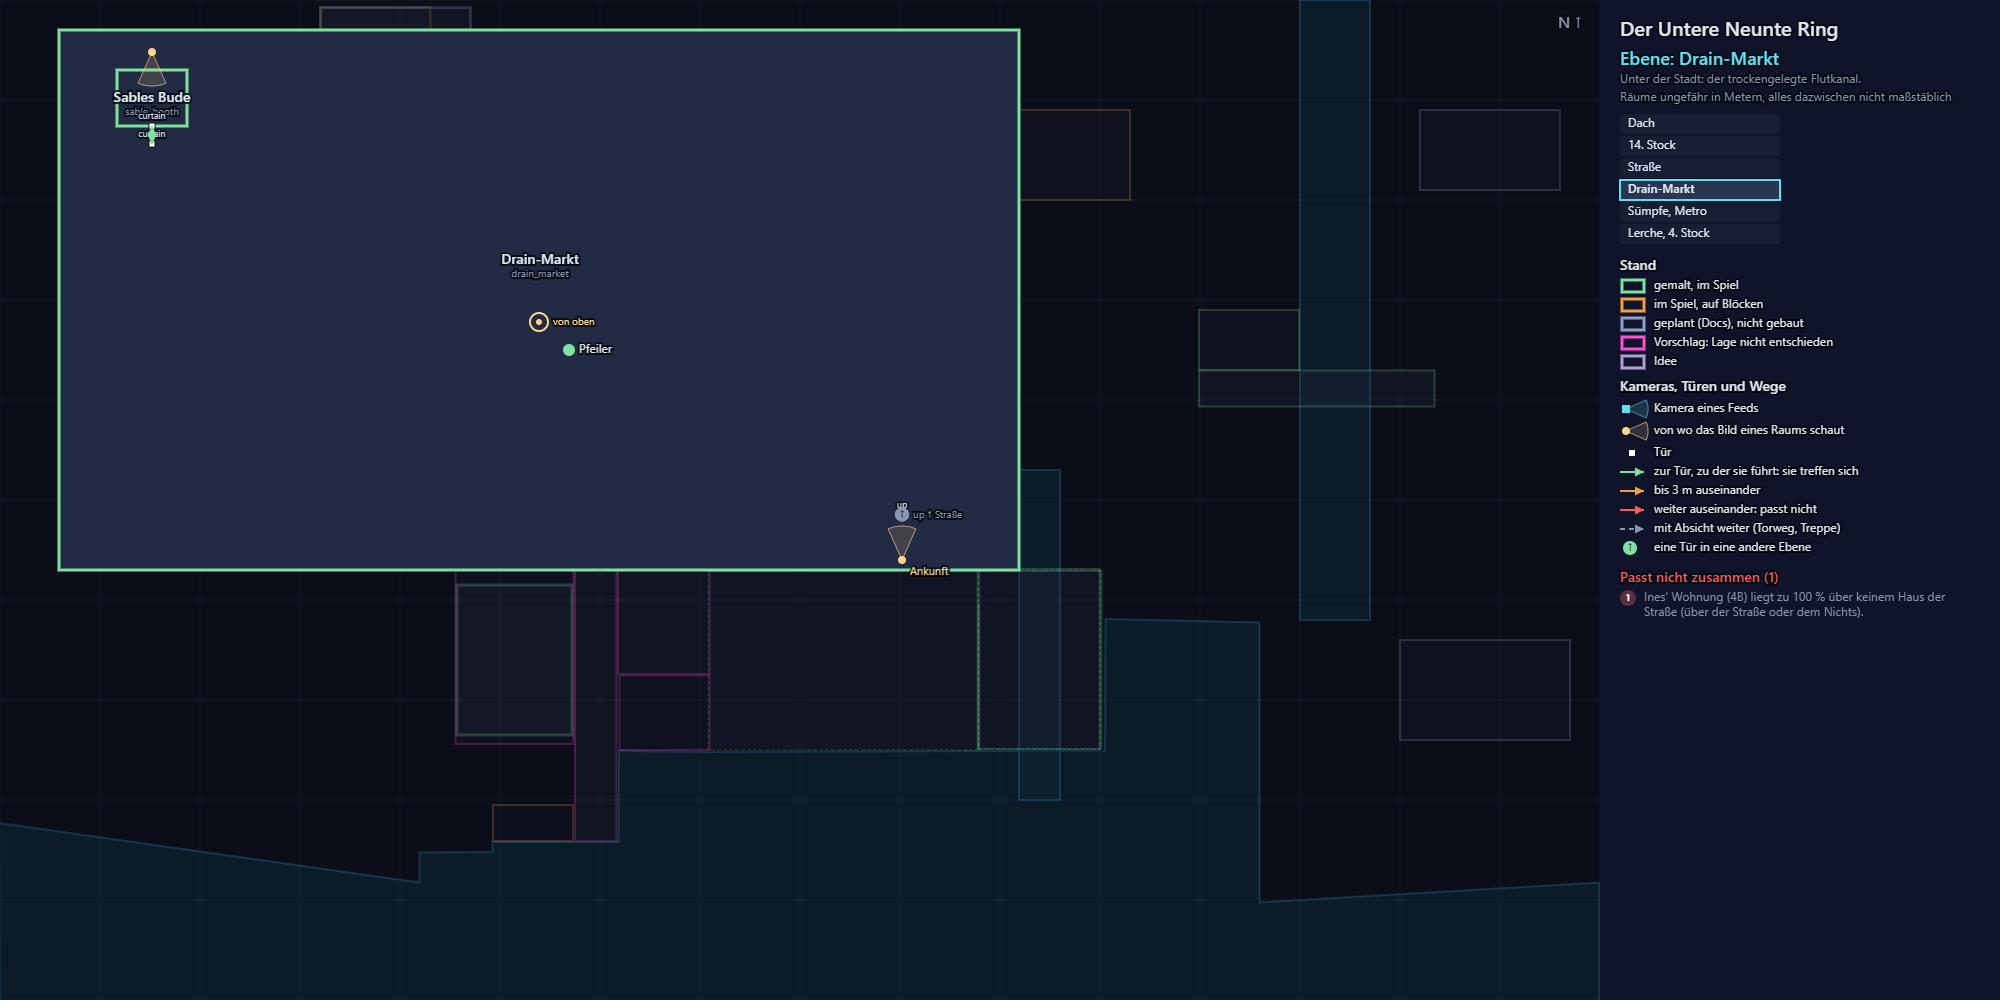 N ↑
Sables Bude
sable_booth
curtain
curtain
Drain-Markt
drain_market
von oben
Pfeiler
up
↑ up ↑ Straße
Ankunft
Der Untere Neunte Ring
Ebene: Drain-Markt
Unter der Stadt: der trockengelegte Flutkanal.
Räume ungefähr in Metern, alles dazwischen nicht maßstäblich
Dach
14. Stock
Straße
Drain-Markt
Sümpfe, Metro
Lerche, 4. Stock
Stand
gemalt, im Spiel
im Spiel, auf Blöcken
geplant (Docs), nicht gebaut
Vorschlag: Lage nicht entschieden
Idee
Kameras, Türen und Wege
Kamera eines Feeds
von wo das Bild eines Raums schaut
Tür
zur Tür, zu der sie führt: sie treffen sich
bis 3 m auseinander
weiter auseinander: passt nicht
mit Absicht weiter (Torweg, Treppe)
↑ eine Tür in eine andere Ebene
Passt nicht zusammen (1)
1 Ines' Wohnung (4B) liegt zu 100 % über keinem Haus der
Straße (über der Straße oder dem Nichts).